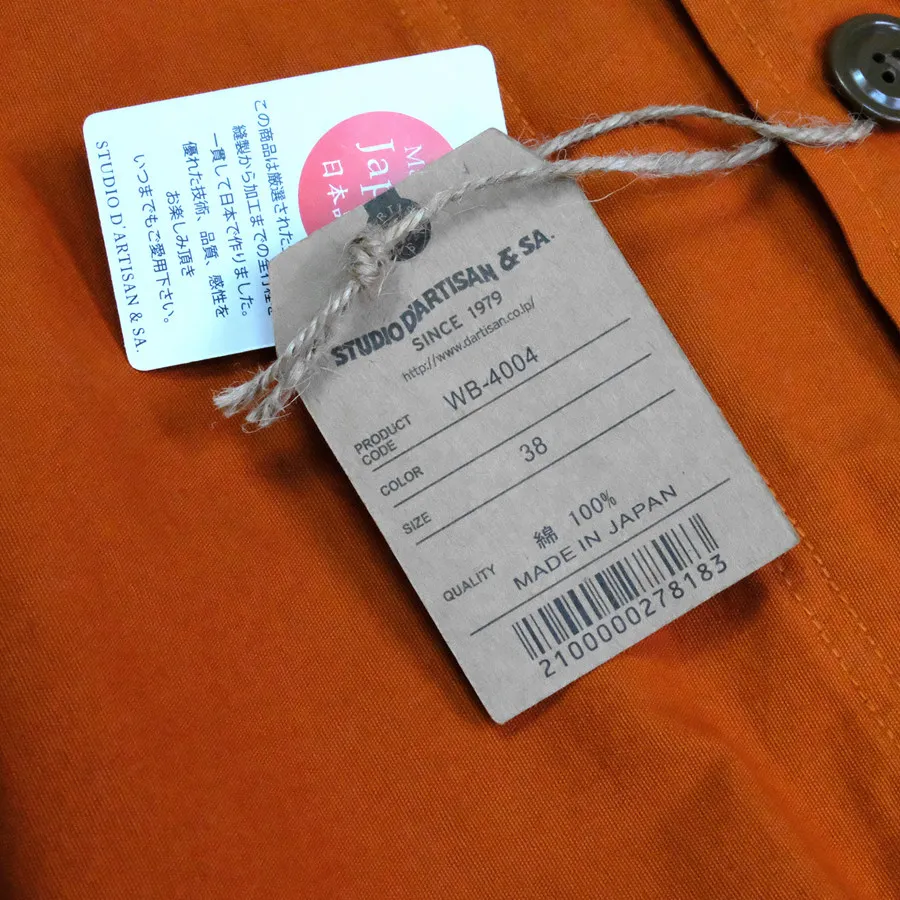 この商品は厳選された
縫製から加工までの全行程を
一貫して日本で作りました。
優れた技術、品質、感性を
お楽しみ頂き
いつまでもご愛用下さい。
STUDIO D'ARTISAN & SA.
日本
STUDIO D'ARTISAN & SA.
SINCE 1979
http://www.dartisan.co.jp/
PRODUCT CODE WB-4004
COLOR
SIZE 38
QUALITY 綿 100%
MADE IN JAPAN
2100000278183